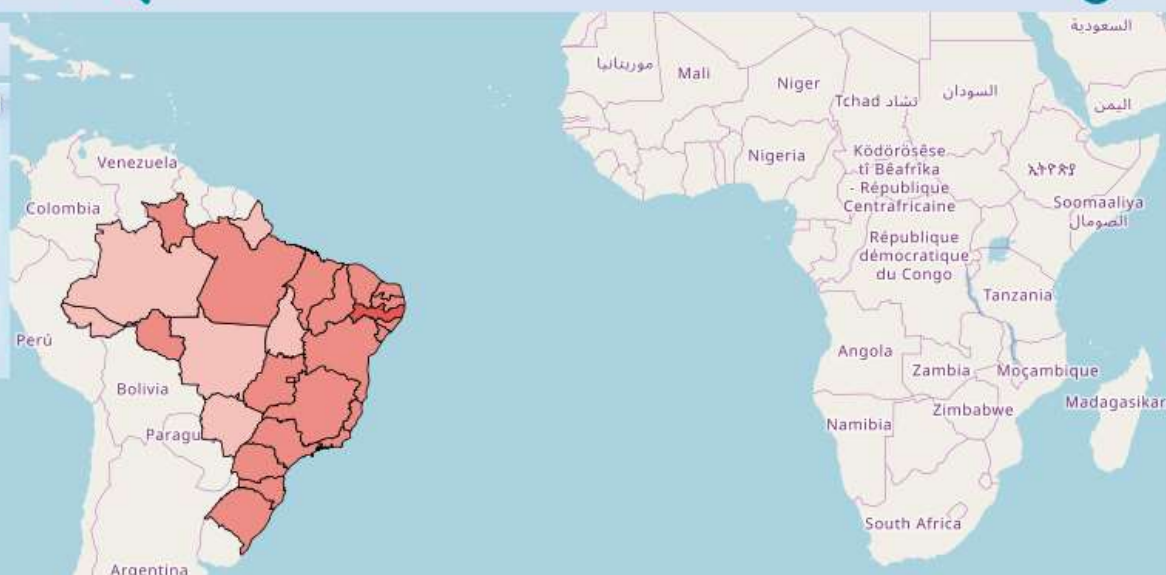 السعودية
موريتانيا
Mali
Niger
Tchad تشاد
السودان
اليمن
Venezuela
Nigeria
Ködörösêse
tî Bêafrîka
- République
Centrafricaine
ኢትዮጵያ
Colombia
Soomaaliya
الصومال
République
démocratique
du Congo
Tanzania
Perú
Angola
Zambia
Moçambique
Bolivia
Madagasikar
Zimbabwe
Namibia
Paragu
South Africa
Argentina